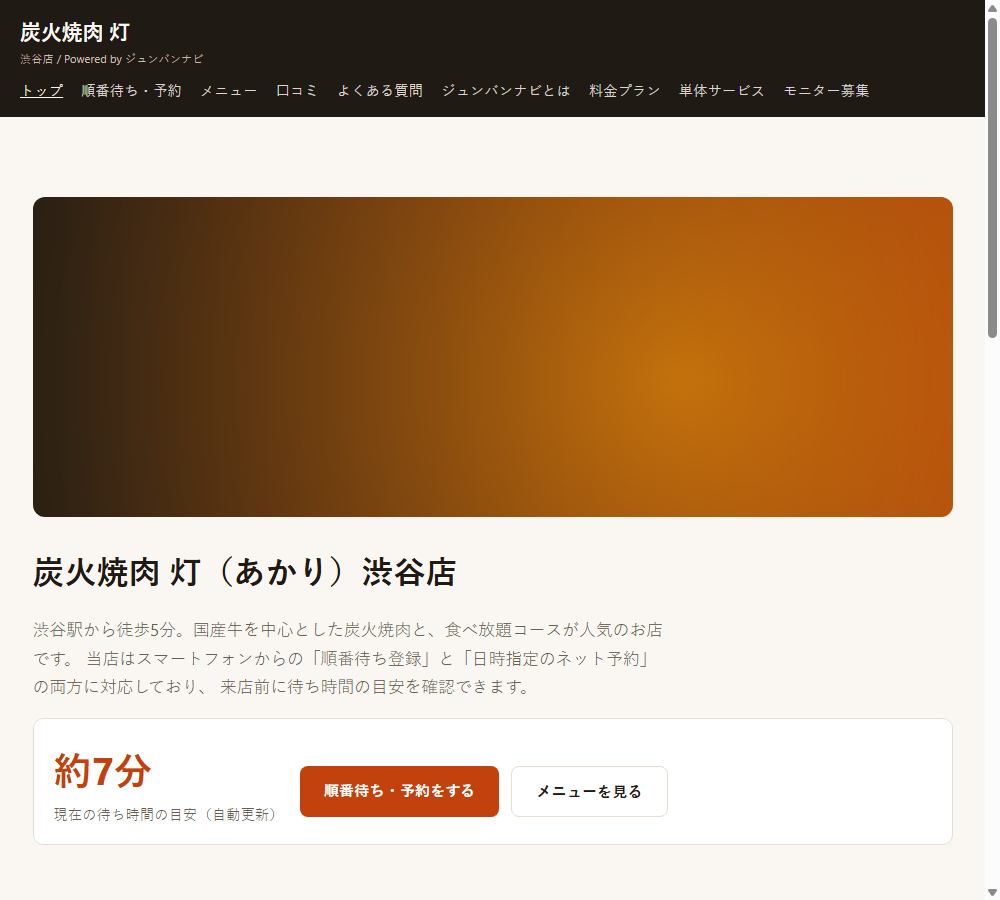 炭火焼肉 灯
渋谷店 / Powered by ジュンバンナビ
トップ 順番待ち・予約 メニュー 口コミ よくある質問 ジュンバンナビとは 料金プラン 単体サービス モニター募集
炭火焼肉 灯（あかり）渋谷店
渋谷駅から徒歩5分。国産牛を中心とした炭火焼肉と、食べ放題コースが人気のお店
です。 当店はスマートフォンからの「順番待ち登録」と「日時指定のネット予約」
の両方に対応しており、 来店前に待ち時間の目安を確認できます。
約7分
現在の待ち時間の目安（自動更新）
順番待ち・予約をする
メニューを見る